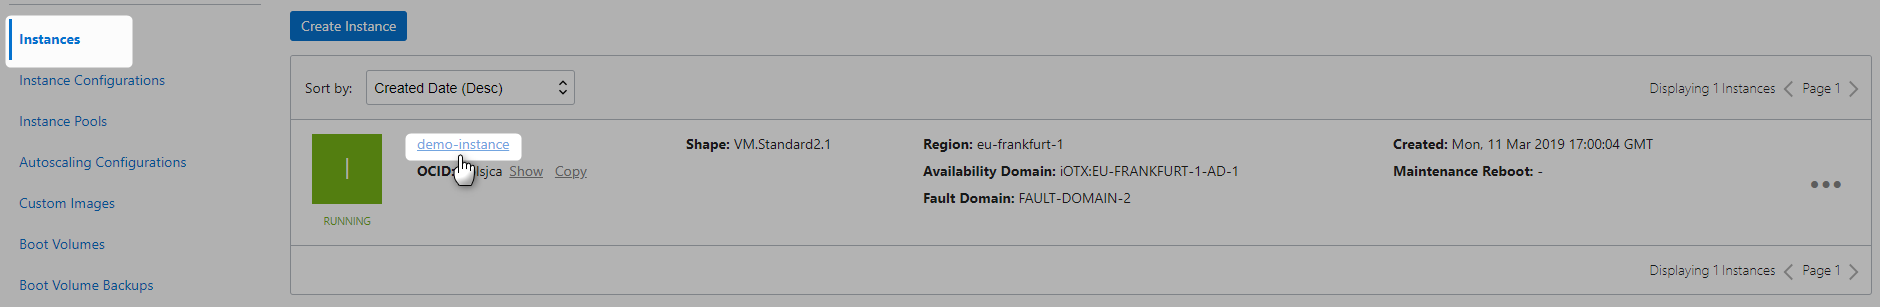 Instances
Instance Configurations
Instance Pools
Autoscaling Configurations
Custom Images
Boot Volumes
Boot Volume Backups
Create Instance
Sort by: Created Date (Desc)
Displaying 1 Instances Page 1
I
RUNNING
demo-instance
OCID: lsjca Show Copy
Shape: VM.Standard2.1
Region: eu-frankfurt-1
Availability Domain: iOTX:EU-FRANKFURT-1-AD-1
Fault Domain: FAULT-DOMAIN-2
Created: Mon, 11 Mar 2019 17:00:04 GMT
Maintenance Reboot: -
Displaying 1 Instances Page 1